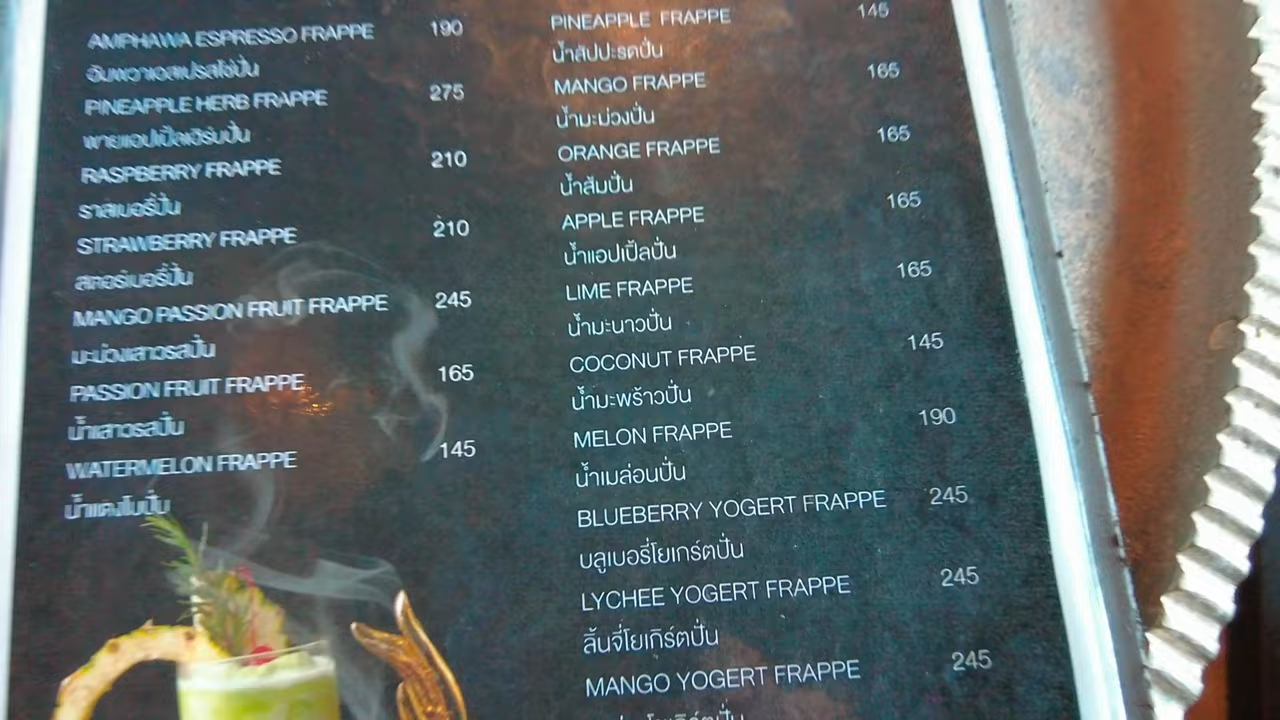 AMPHAWA ESPRESSO FRAPPE 190
อัมพวาเอสเปรสโซ่ปั่น
PINEAPPLE HERB FRAPPE 275
พายแอปเปิ้ลเฮิร์บปั่น
RASPBERRY FRAPPE 210
ราสเบอรี่ปั่น
STRAWBERRY FRAPPE 210
สตอร์เบอรี่ปั่น
MANGO PASSION FRUIT FRAPPE 245
มะม่วงเสาวรสปั่น
PASSION FRUIT FRAPPE 165
น้ำเสาวรสปั่น
WATERMELON FRAPPE 145
น้ำแตงโมปั่น
PINEAPPLE FRAPPE 145
น้ำสัปปะรดปั่น
MANGO FRAPPE 165
น้ำมะม่วงปั่น
ORANGE FRAPPE 165
น้ำส้มปั่น
APPLE FRAPPE 165
น้ำแอปเปิ้ลปั่น
LIME FRAPPE 165
น้ำมะนาวปั่น
COCONUT FRAPPE 145
น้ำมะพร้าวปั่น
MELON FRAPPE 190
น้ำเมล่อนปั่น
BLUEBERRY YOGERT FRAPPE 245
บลูเบอรี่โยเกร์ตปั่น
LYCHEE YOGERT FRAPPE 245
ลิ้นจี่โยเกิร์ตปั่น
MANGO YOGERT FRAPPE 245